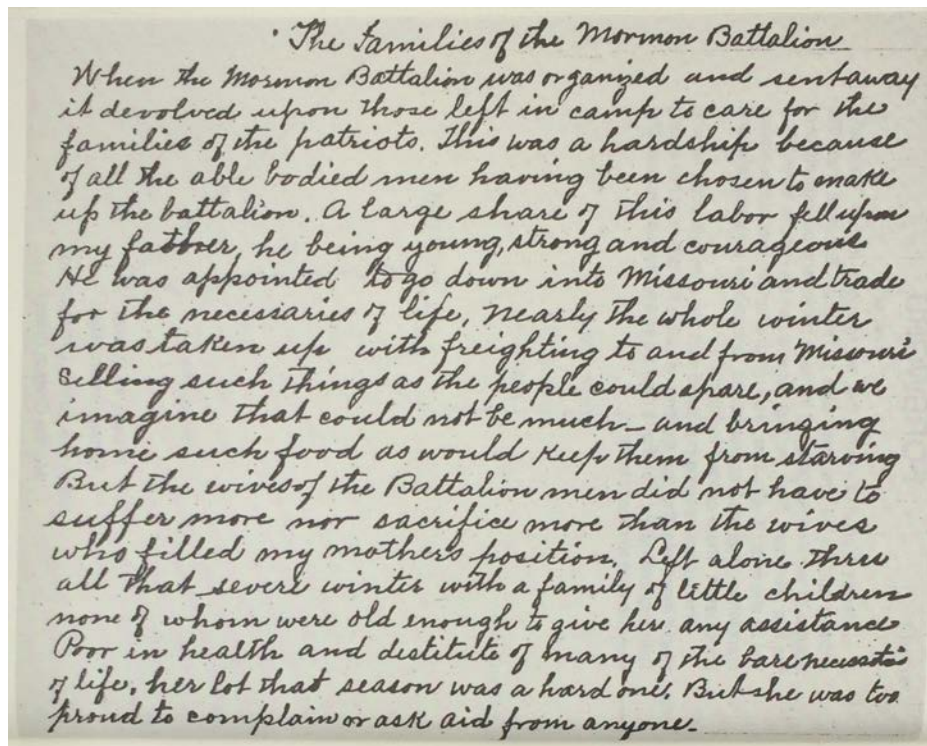 The Families of the Mormon Battalion
When the Mormon Battalion was organized and sent away
it devolved upon those left in camp to care for the
families of the patriots. This was a hardship because
of all the able bodied men having been chosen to make
up the battalion. A large share of this labor fell upon
my father, he being young, strong and courageous
He was appointed to go down into Missouri and trade
for the necessaries of life, nearly the whole winter
was taken up with freighting to and from Missouri
Selling such things as the people could spare, and we
imagine that could not be much - and bringing
home such food as would keep them from starving
But the wives of the Battalion men did not have to
suffer more nor sacrifice more than the wives
who filled my mothers position. Left alone thru
all that severe winter with a family of little children
none of whom were old enough to give her any assistance
Poor in health and destitute of many of the bare necessities
of life, her lot that season was a hard one. But she was too
proud to complain or ask aid from anyone.